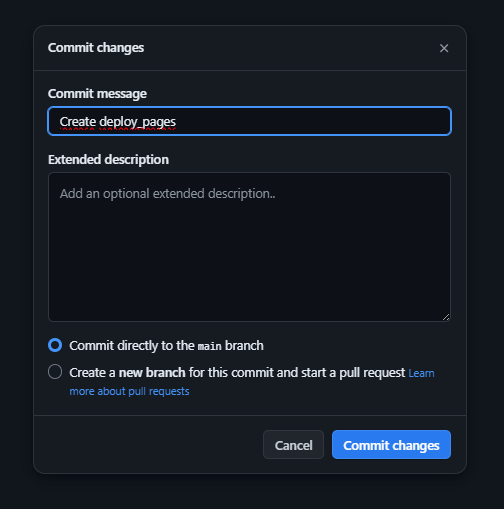 Commit changes
Commit message
Create deploy_pages
Extended description
Add an optional extended description..
Commit directly to the main branch
Create a new branch for this commit and start a pull request Learn
more about pull requests
Cancel
Commit changes